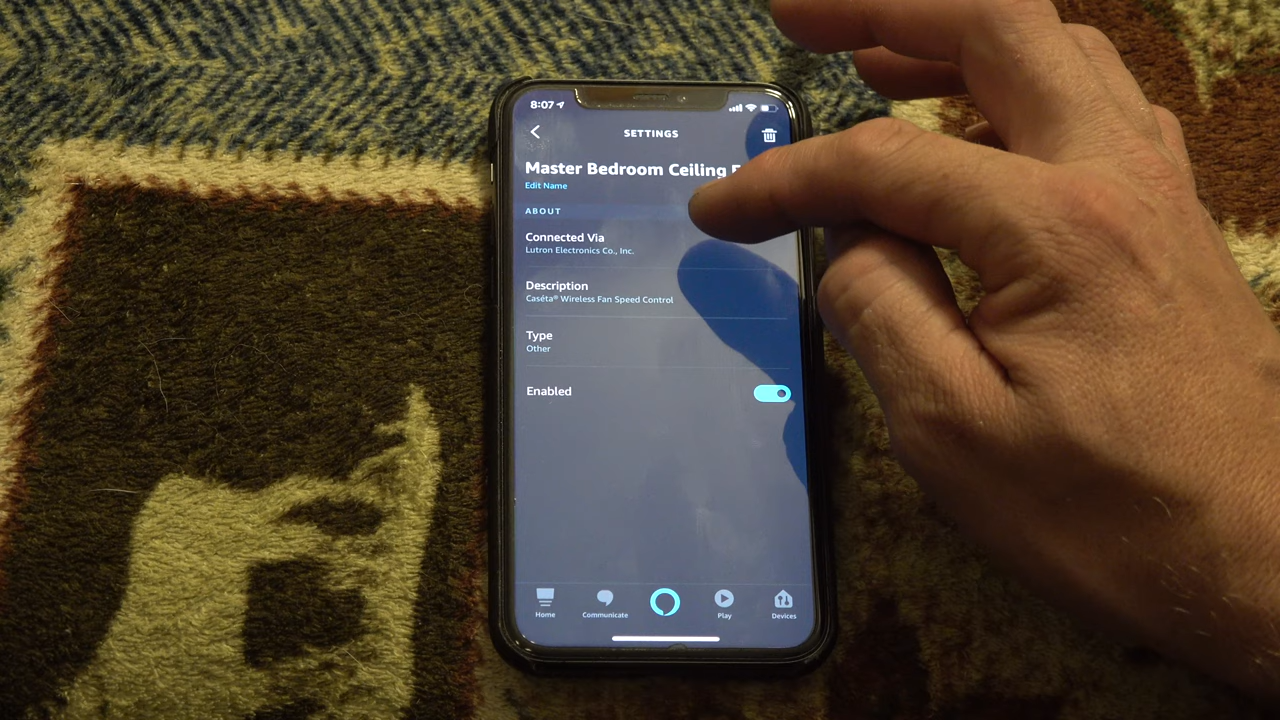 8:07
SETTINGS
Master Bedroom Ceiling
Edit Name
ABOUT
Connected Via
Lutron Electronics Co., Inc.
Description
Caséta® Wireless Fan Speed Control
Type
Other
Enabled
Home
Communicate
Play
Devices